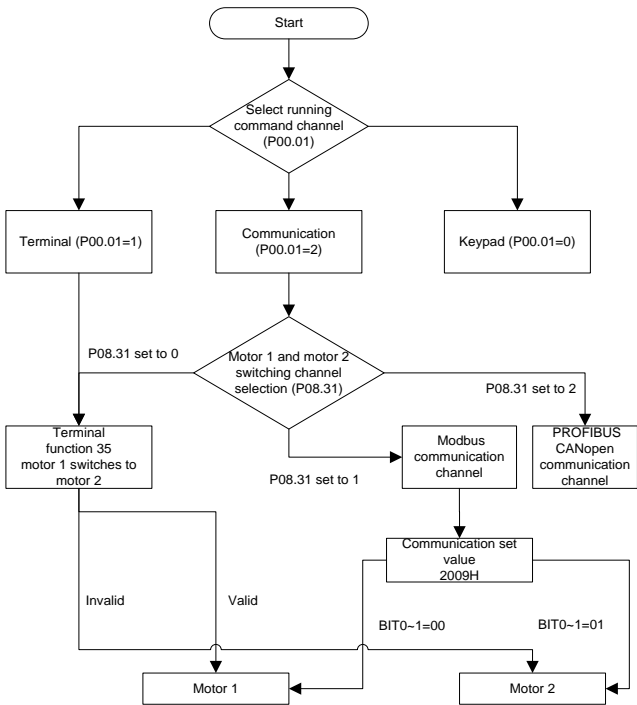 Start
Select running
command channel
(P00.01)
Terminal (P00.01=1)
Communication
(P00.01=2)
Keypad (P00.01=0)
P08.31 set to 0
Motor 1 and motor 2
switching channel
selection (P08.31)
P08.31 set to 2
Terminal
function 35
motor 1 switches to
motor 2
P08.31 set to 1
Modbus
communication
channel
PROFIBUS
CANopen
communication
channel
Communication set
value
2009H
Invalid
Valid
BIT0~1=00
BIT0~1=01
Motor 1
Motor 2